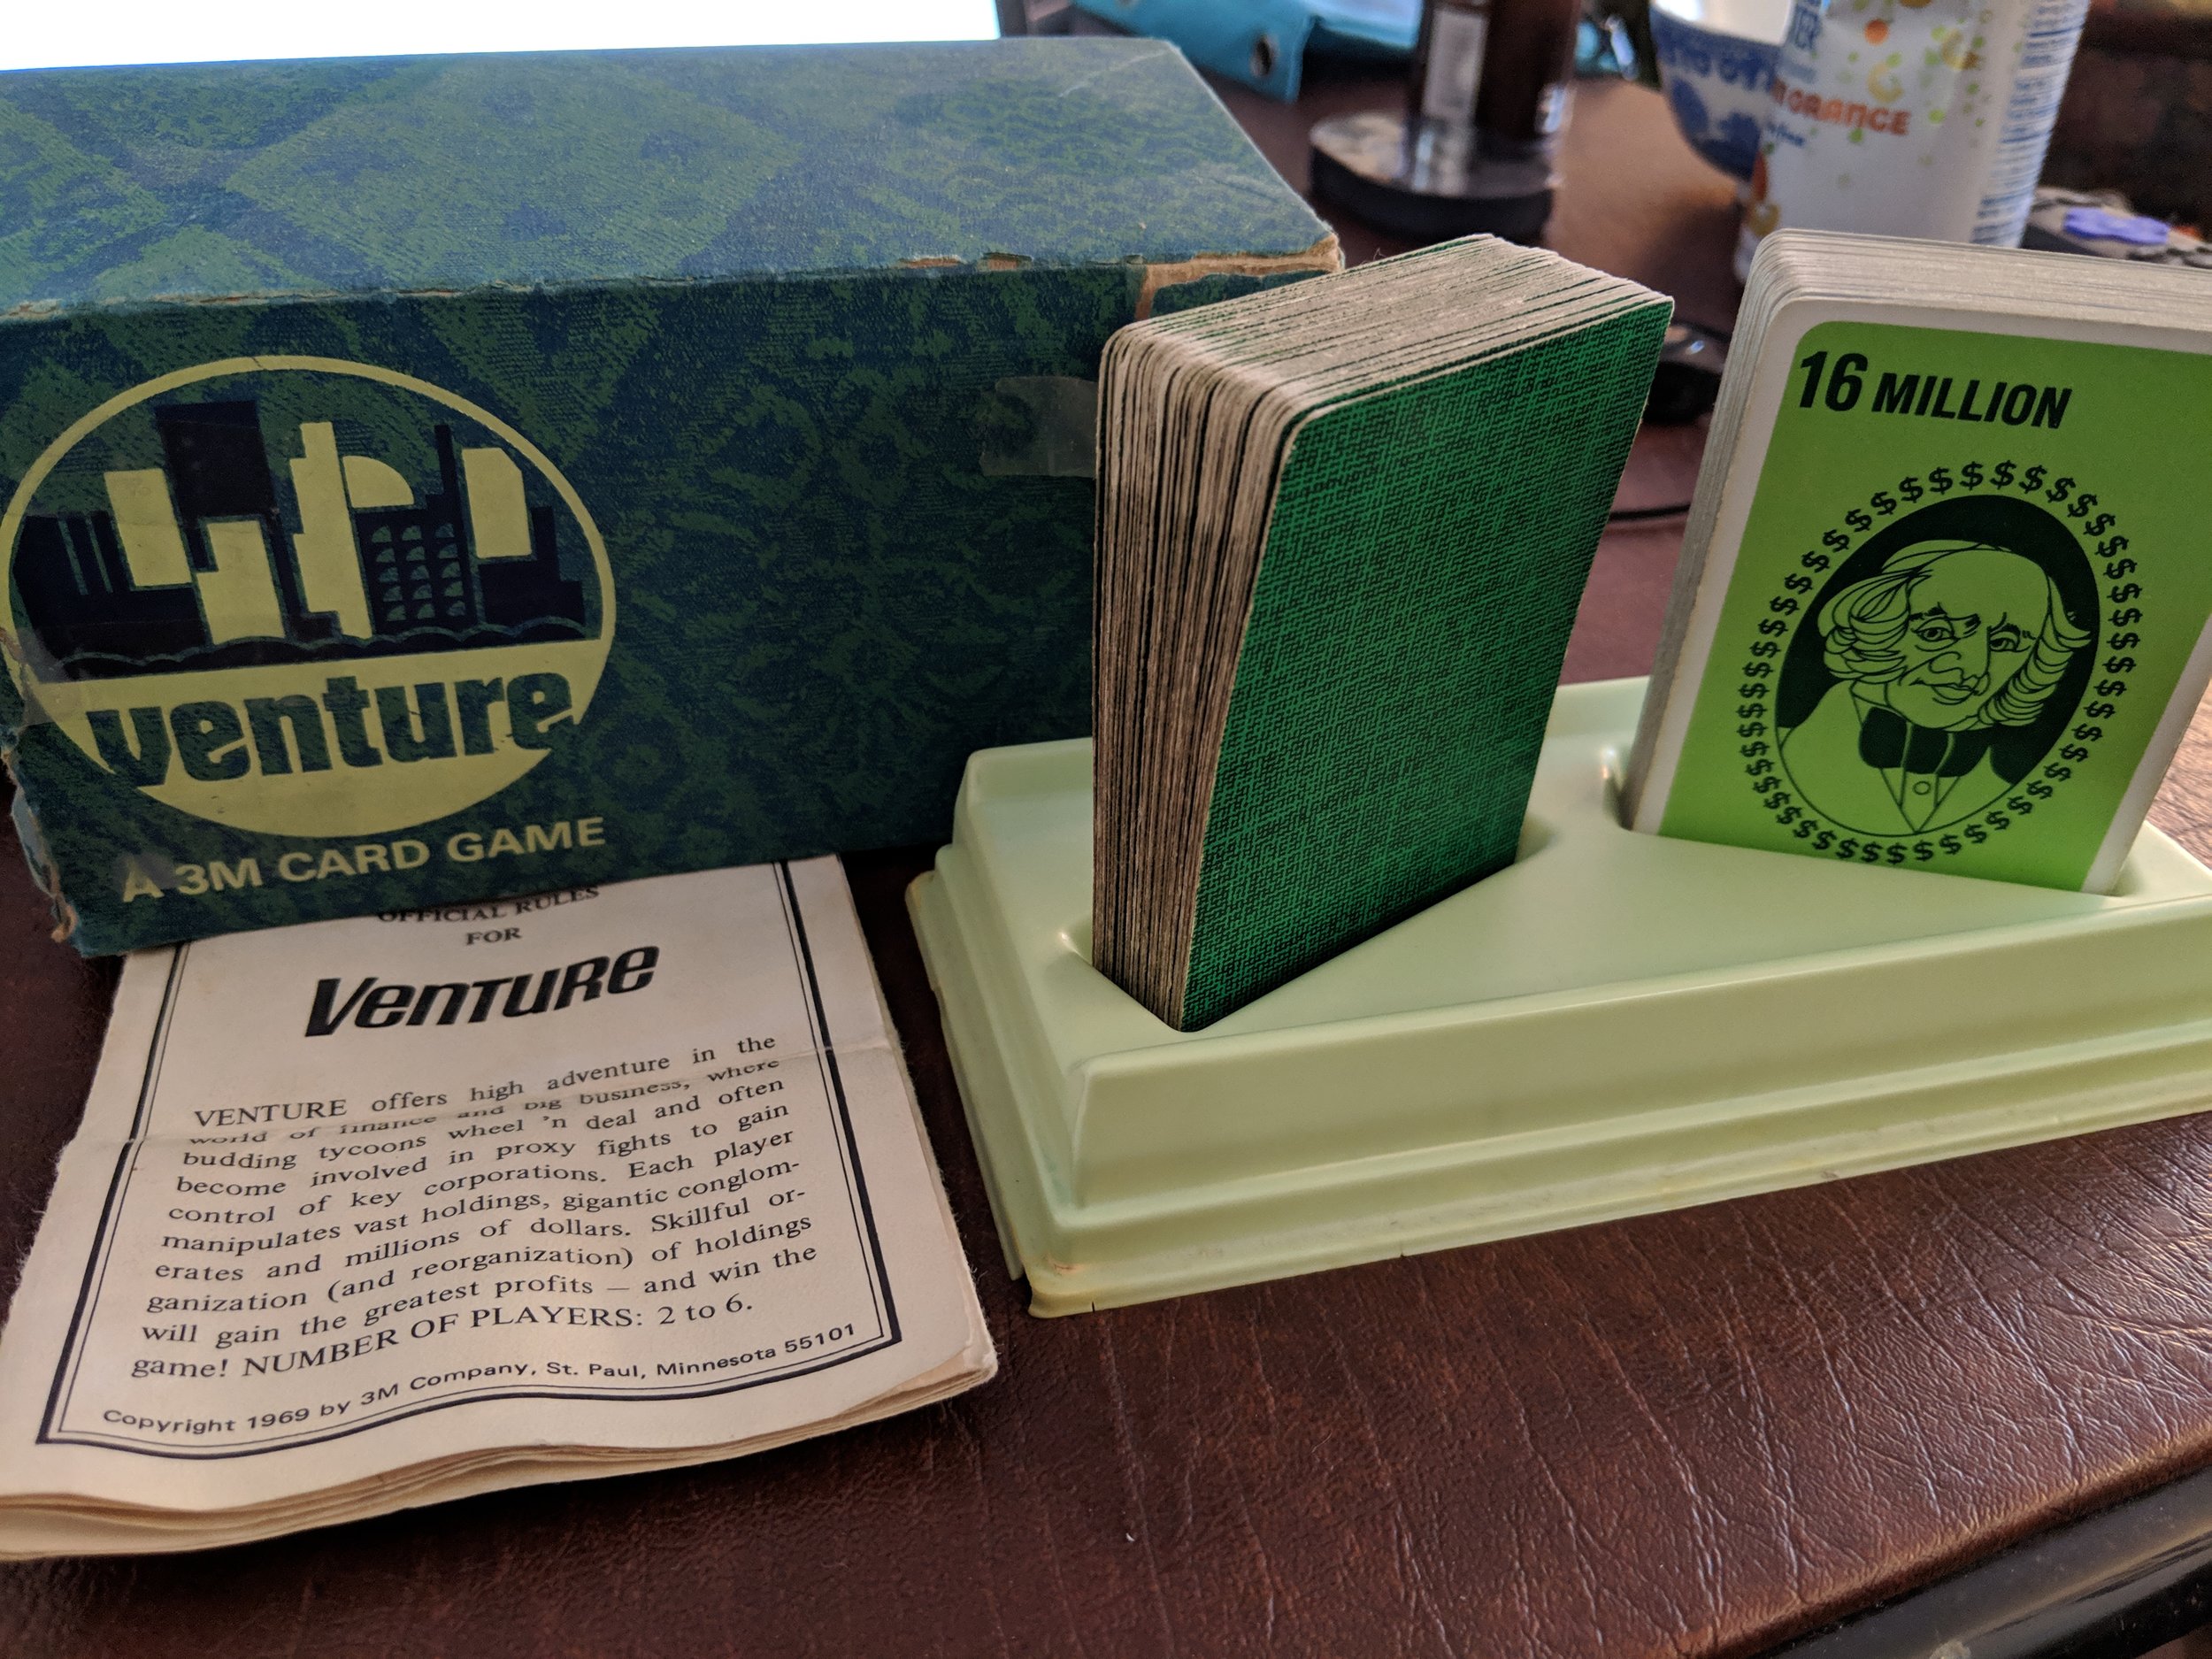 venture
A 3M CARD GAME
OFFICIAL RULES
FOR
VENTURE
VENTURE offers high adventure in the
world of finance and big business, where
budding tycoons wheel 'n deal and often
become involved in proxy fights to gain
control of key corporations. Each player
manipulates vast holdings, gigantic conglom-
erates and millions of dollars. Skillful or-
ganization (and reorganization) of holdings
will gain the greatest profits — and win the
game! NUMBER OF PLAYERS: 2 to 6.
Copyright 1969 by 3M Company, St. Paul, Minnesota 55101
16 MILLION
$ $ $ $ $ $ $ $ $ $ $ $ $ $ $ $ $ $ $ $ $ $ $ $ $ $ $ $ $ $ $ $ $ $ $ $ $ $ $ $ $ $ $ $ $ $ $ $
ORANGE